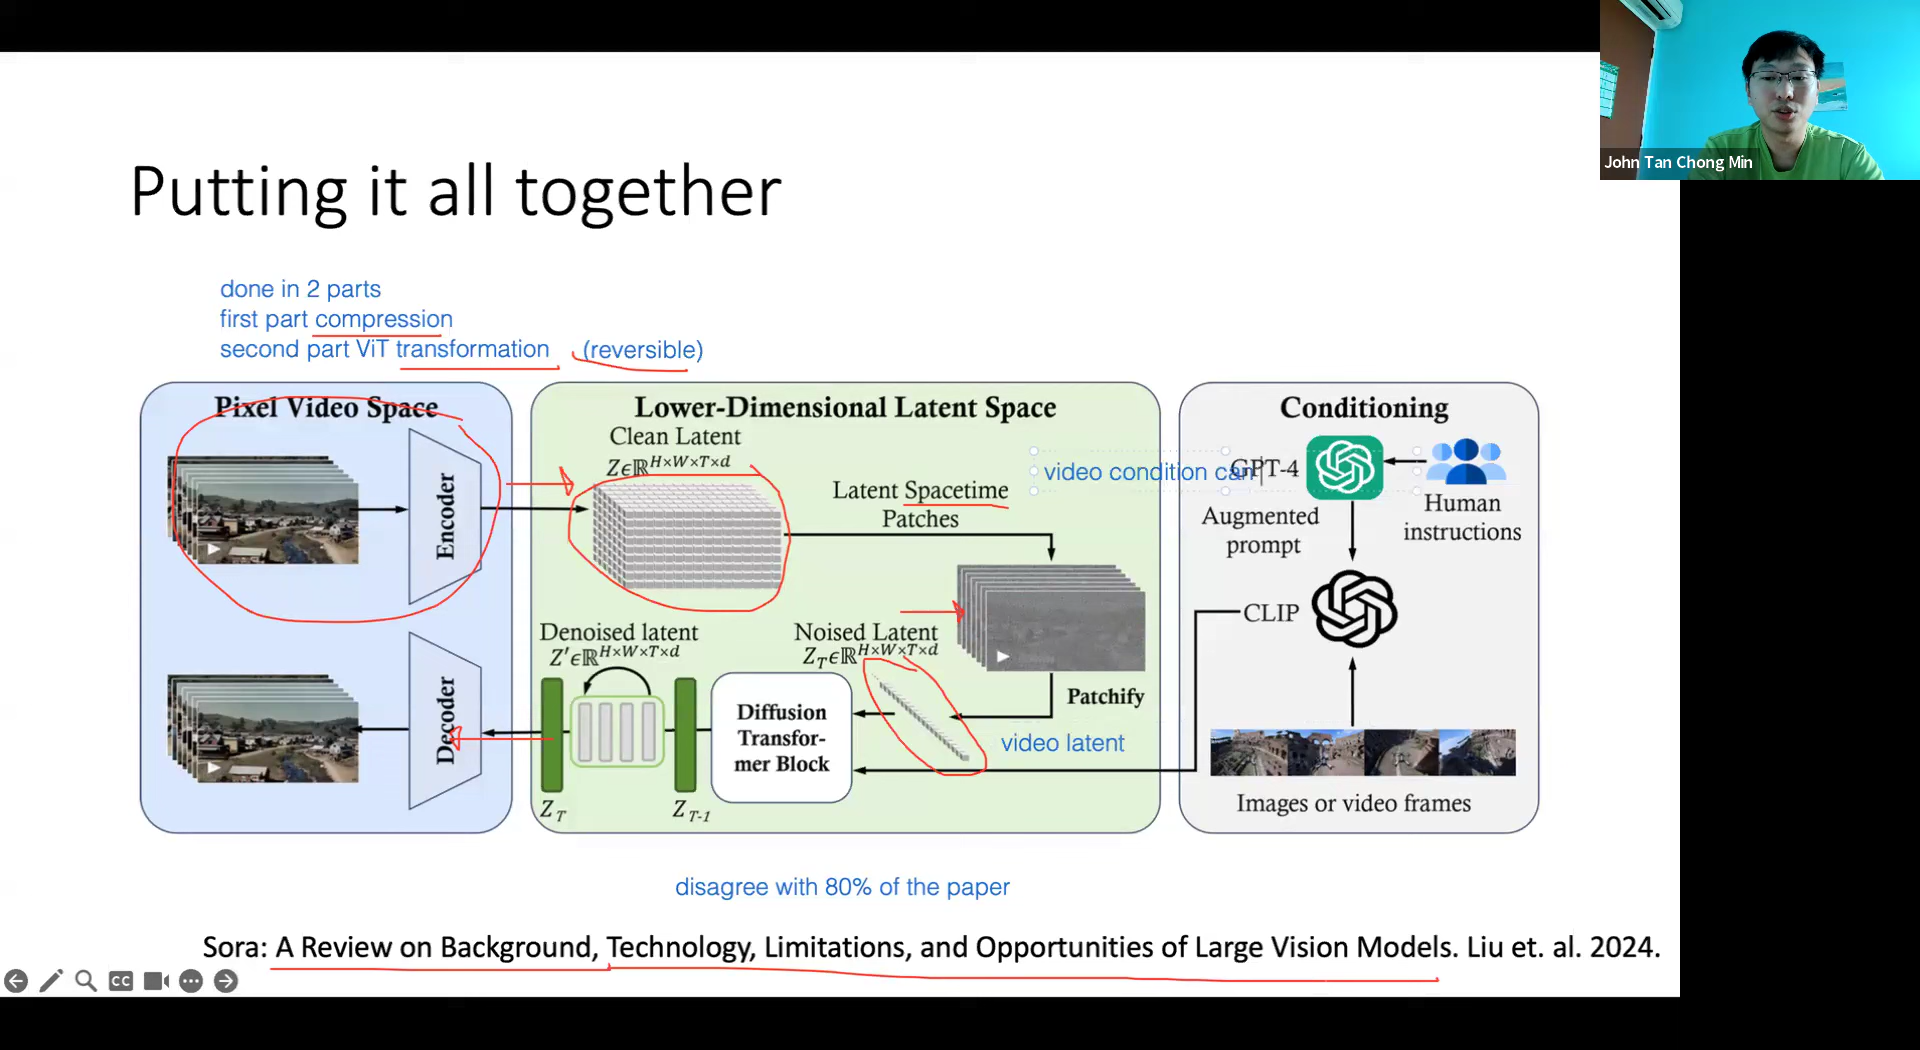 John Tan Chong Min
Putting it all together
done in 2 parts
first part compression
second part ViT transformation (reversible)
Pixel Video Space
Encoder
Decoder
Lower-Dimensional Latent Space
Clean Latent
Z∈ℝ^H×W×T×d
Latent Spacetime
Patches
Patchify
Noised Latent
Z_T∈ℝ^H×W×T×d
video latent
Diffusion
Transfor-
mer Block
Denoised latent
Z'∈ℝ^H×W×T×d
Z_T
Z_T-1
video condition can
Conditioning
GPT-4
Human
instructions
Augmented
prompt
CLIP
Images or video frames
disagree with 80% of the paper
Sora: A Review on Background, Technology, Limitations, and Opportunities of Large Vision Models. Liu et. al. 2024.
CC